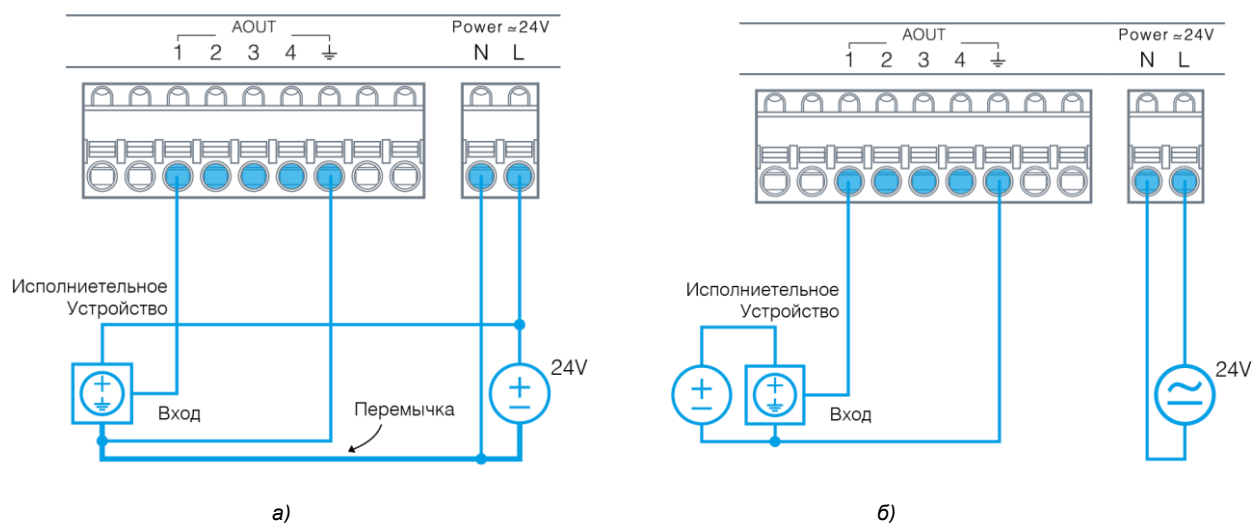 AOUT
1 2 3 4
Power ≃24V
N L
Исполниетельное
Устройство
Вход
Перемычка
24V
а)
AOUT
1 2 3 4
Power ≃24V
N L
Исполниетельное
Устройство
Вход
24V
б)